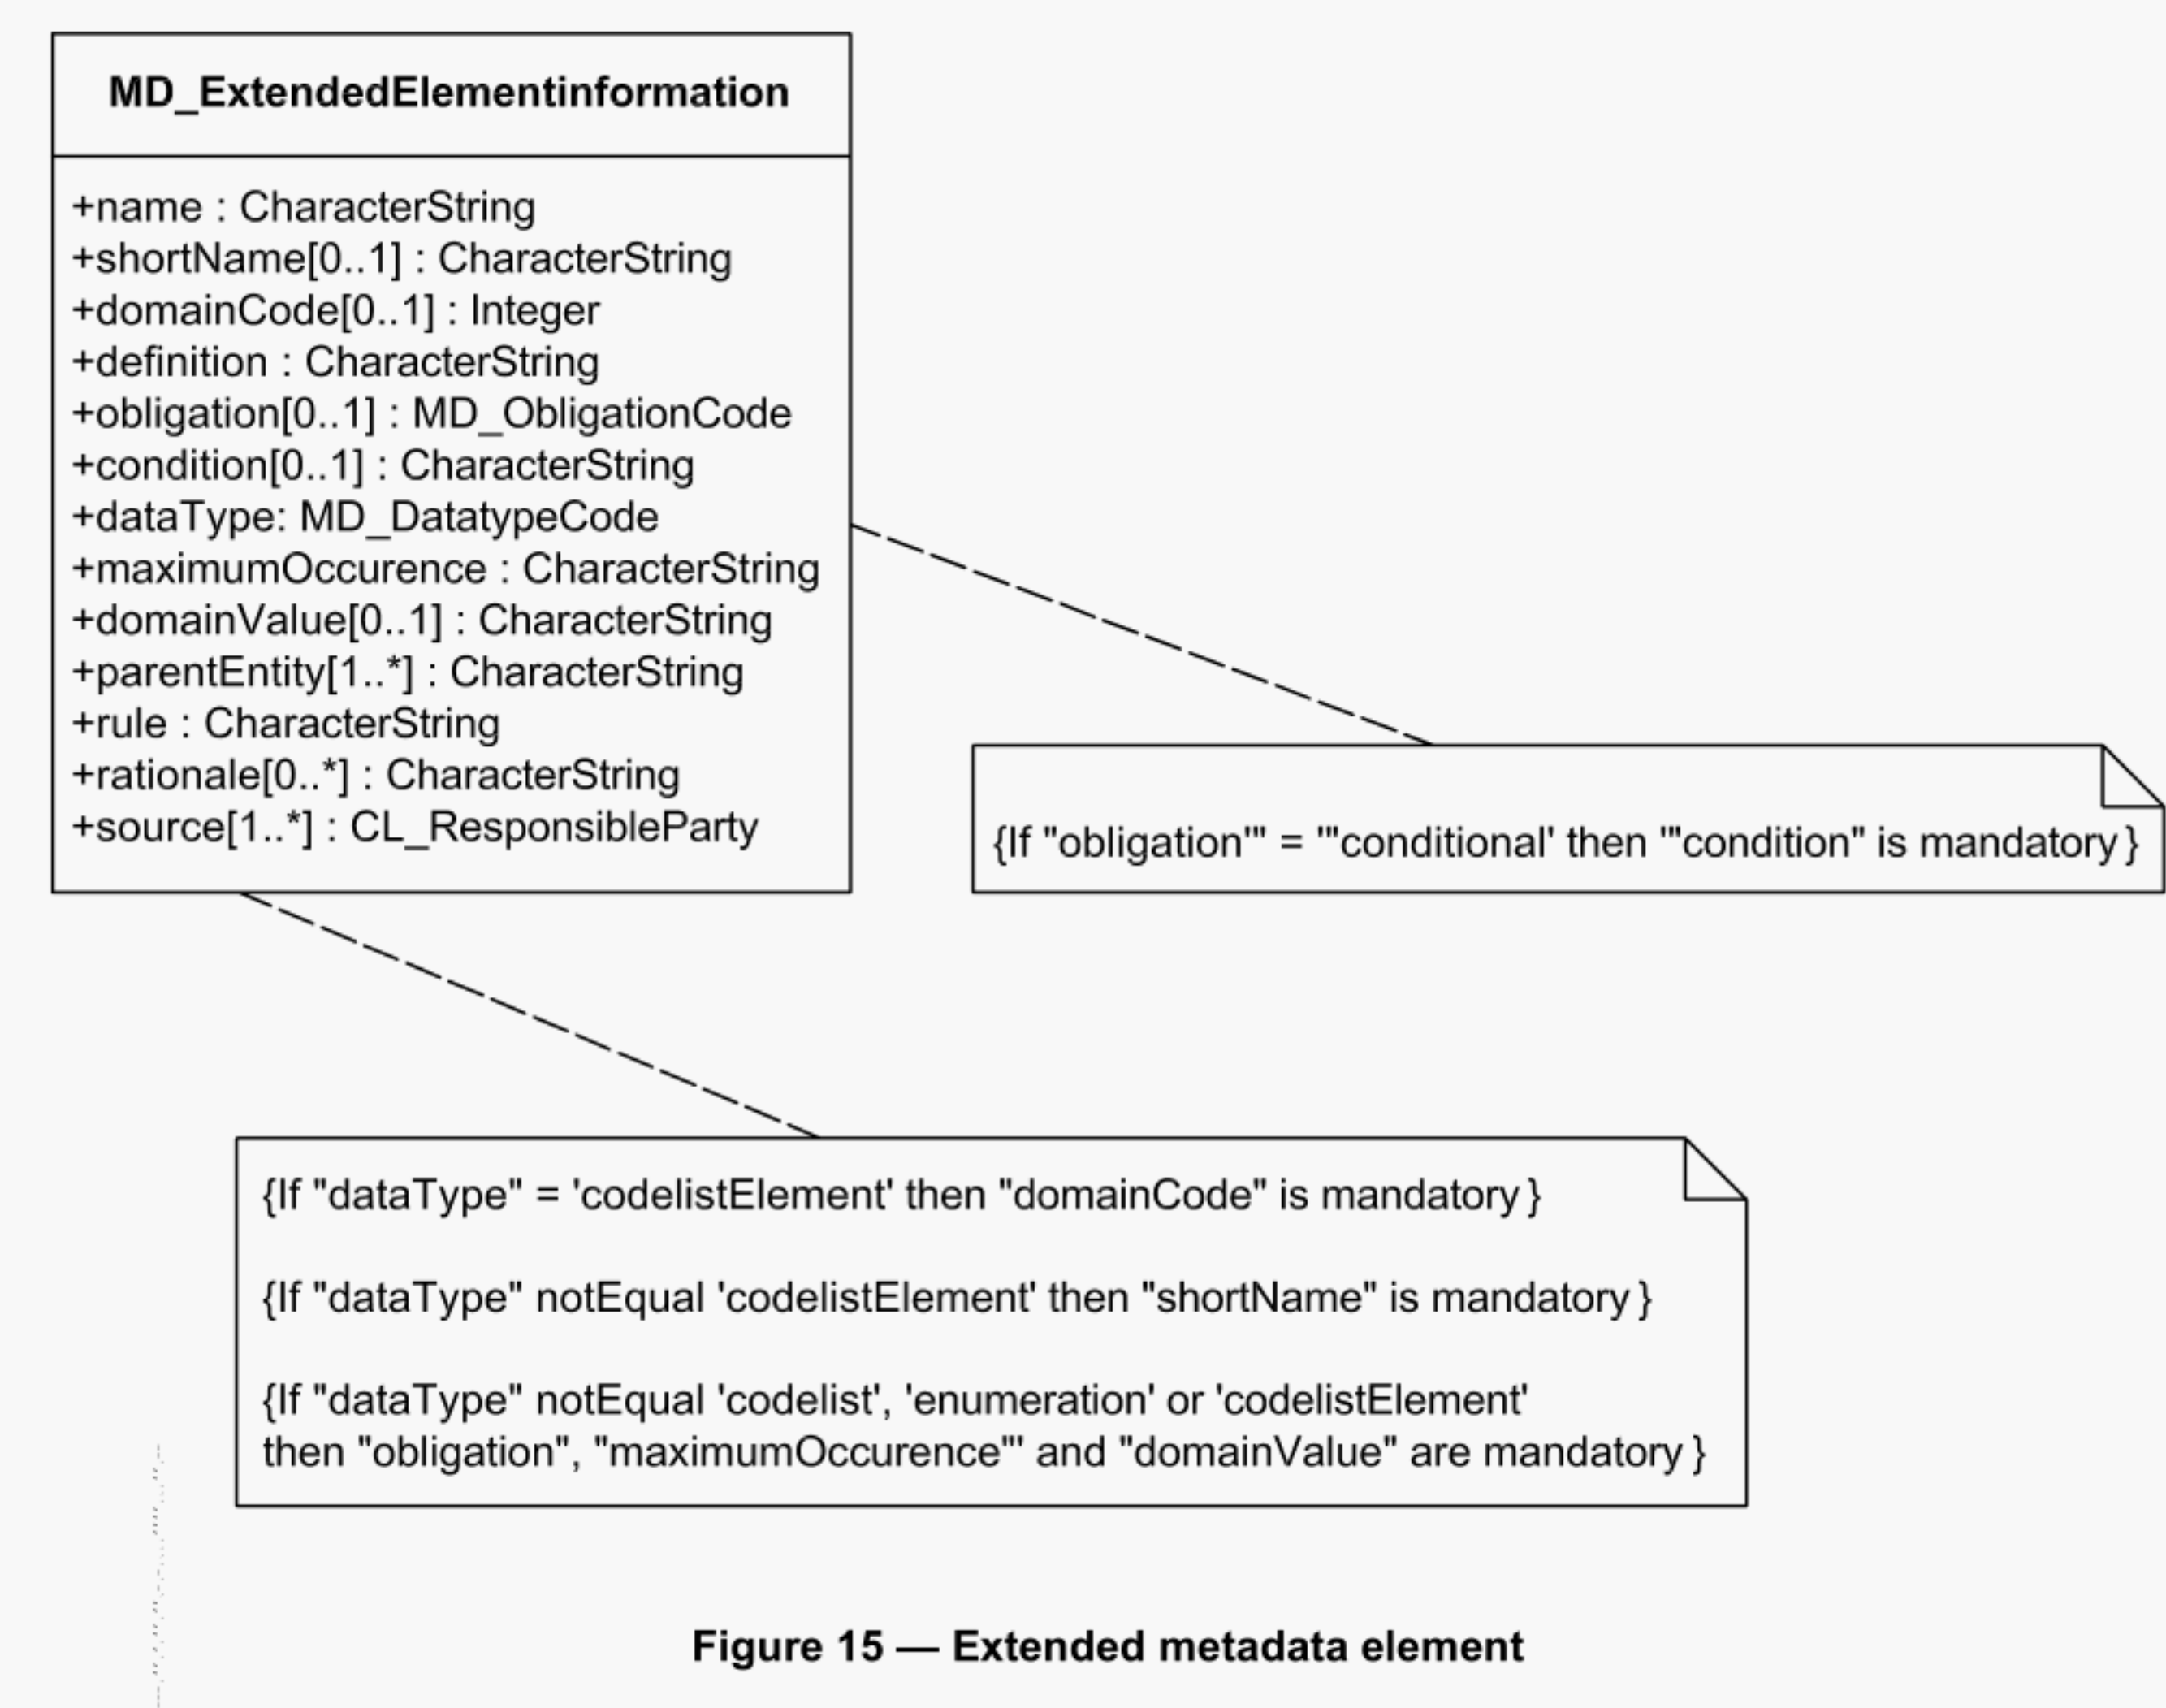 MD_ExtendedElementinformation
+name : CharacterString
+shortName[0..1] : CharacterString
+domainCode[0..1] : Integer
+definition : CharacterString
+obligation[0..1] : MD_ObligationCode
+condition[0..1] : CharacterString
+dataType: MD_DatatypeCode
+maximumOccurence : CharacterString
+domainValue[0..1] : CharacterString
+parentEntity[1..*] : CharacterString
+rule : CharacterString
+rationale[0..*] : CharacterString
+source[1..*] : CL_ResponsibleParty
{If "obligation'" = '"conditional' then '"condition" is mandatory}
{If "dataType" = 'codelistElement' then "domainCode" is mandatory}
{If "dataType" notEqual 'codelistElement' then "shortName" is mandatory}
{If "dataType" notEqual 'codelist', 'enumeration' or 'codelistElement'
then "obligation", "maximumOccurence"' and "domainValue" are mandatory}
Figure 15 — Extended metadata element